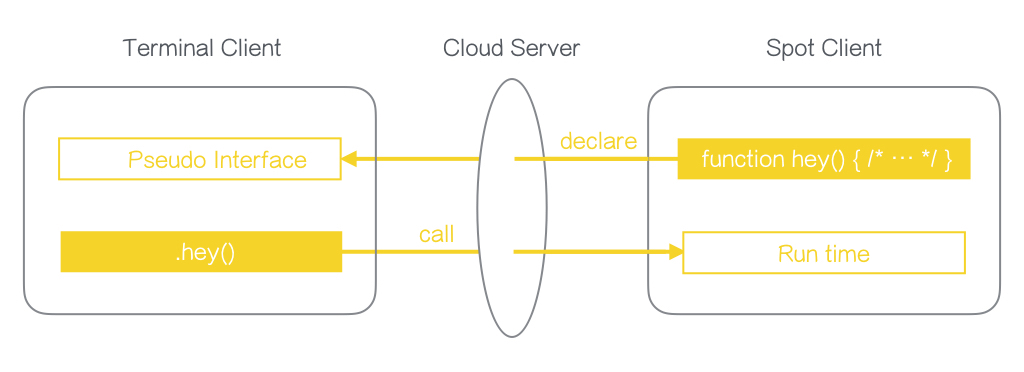 Terminal Client
Cloud Server
Spot Client
declare
Pseudo Interface
function hey() { /* ⋯ */ }
call
.hey()
Run time